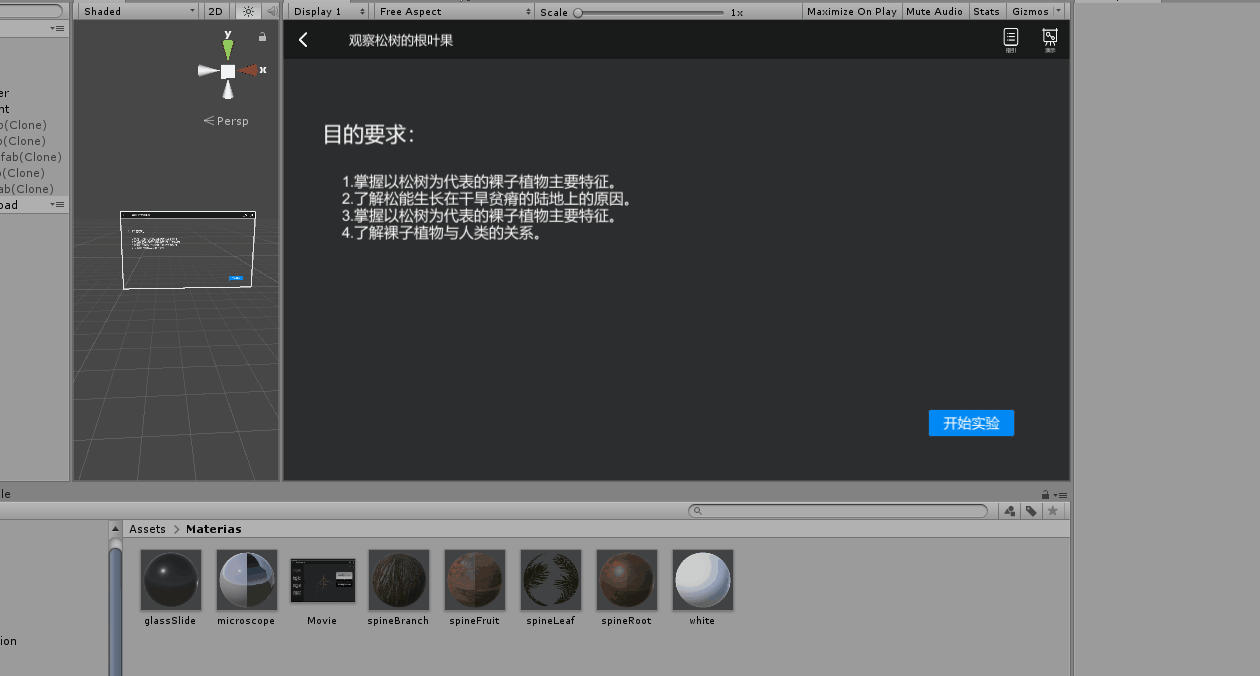 Shaded
2D
Display 1
Free Aspect
Scale
1x
Maximize On Play
Mute Audio
Stats
Gizmos
y
x
Persp
er
nt
b(Clone)
b(Clone)
fab(Clone)
b(Clone)
ab(Clone)
oad
观察松树的根叶果
指引
演示
目的要求:
1.掌握以松树为代表的裸子植物主要特征。
2.了解松能生长在干旱贫瘠的陆地上的原因。
3.掌握以松树为代表的裸子植物主要特征。
4.了解裸子植物与人类的关系。
开始实验
le
Assets > Materias
glassSlide
microscope
Movie
spineBranch
spineFruit
spineLeaf
spineRoot
white
ion